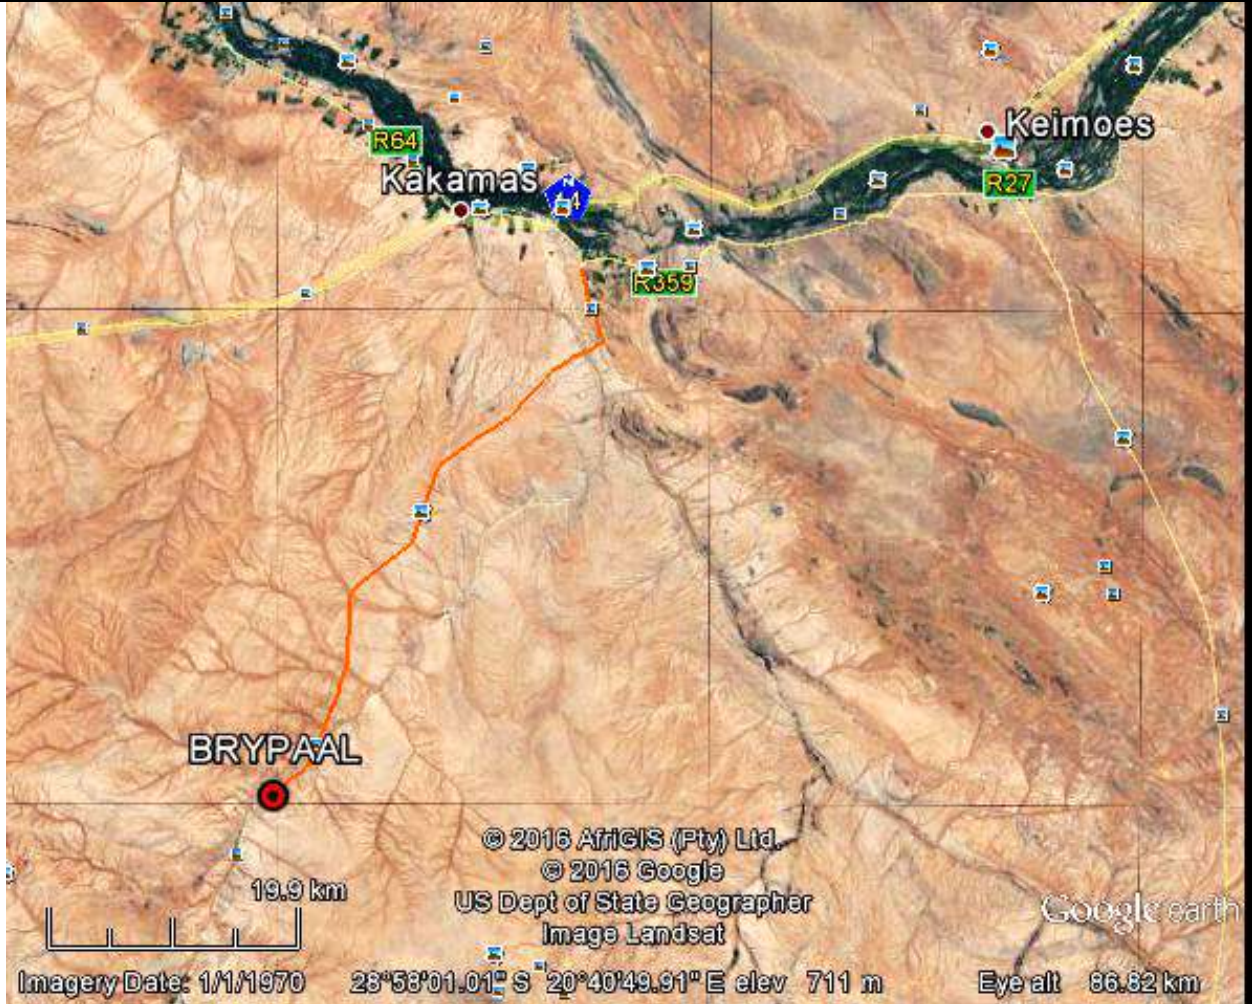 Keimoes
R64
Kakamas
N
14
R27
R359
BRYPAAL
© 2016 AfriGIS (Pty) Ltd.
© 2016 Google
US Dept of State Geographer
Image Landsat
19.9 km
Google earth
Imagery Date: 1/1/1970 28°58'01.01" S 20°40'49.91" E elev 711 m Eye alt 86.82 km